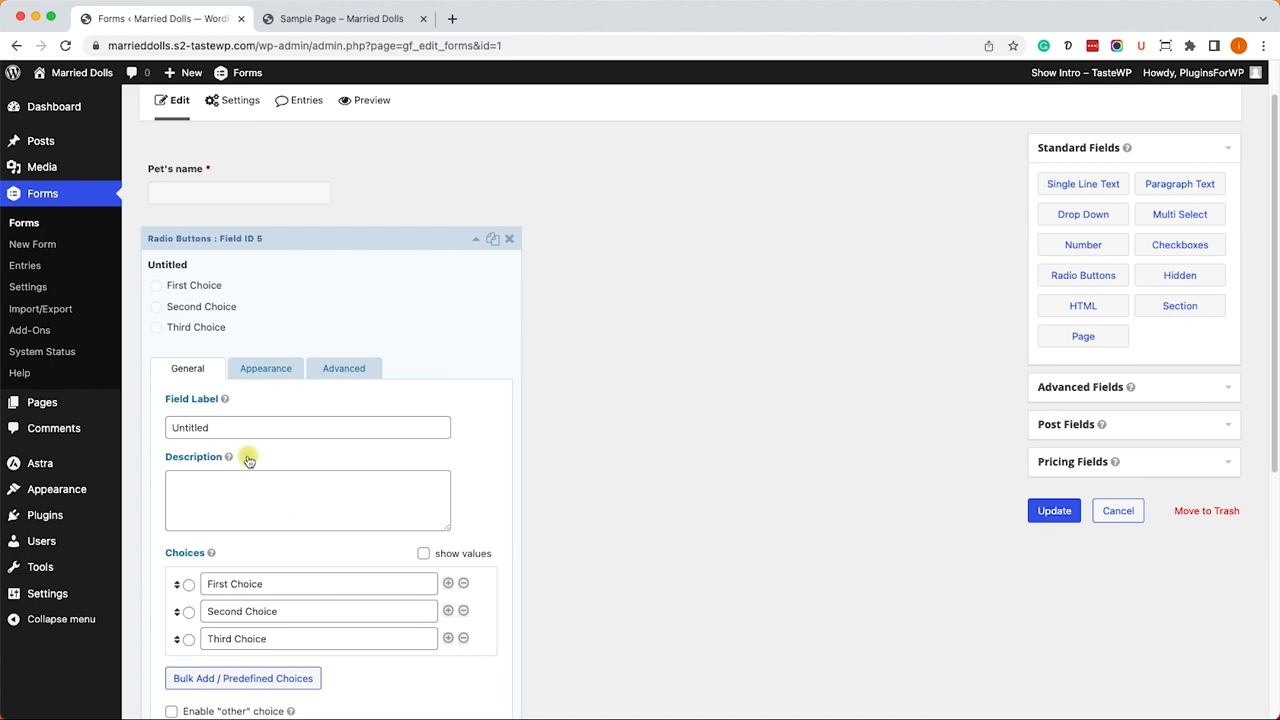 Forms ‹ Married Dolls — WordP
Sample Page – Married Dolls
marrieddolls.s2-tastewp.com/wp-admin/admin.php?page=gf_edit_forms&id=1
Married Dolls
0
New
Forms
Show Intro – TasteWP
Howdy, PluginsForWP
Dashboard
Posts
Media
Forms
Forms
New Form
Entries
Settings
Import/Export
Add-Ons
System Status
Help
Pages
Comments
Astra
Appearance
Plugins
Users
Tools
Settings
Collapse menu
Edit
Settings
Entries
Preview
Pet's name *
Radio Buttons : Field ID 5
Untitled
First Choice
Second Choice
Third Choice
General
Appearance
Advanced
Field Label ?
Untitled
Description ?
Choices ?
show values
First Choice
Second Choice
Third Choice
Bulk Add / Predefined Choices
Enable "other" choice ?
Standard Fields ?
Single Line Text
Paragraph Text
Drop Down
Multi Select
Number
Checkboxes
Radio Buttons
Hidden
HTML
Section
Page
Advanced Fields ?
Post Fields ?
Pricing Fields ?
Update
Cancel
Move to Trash